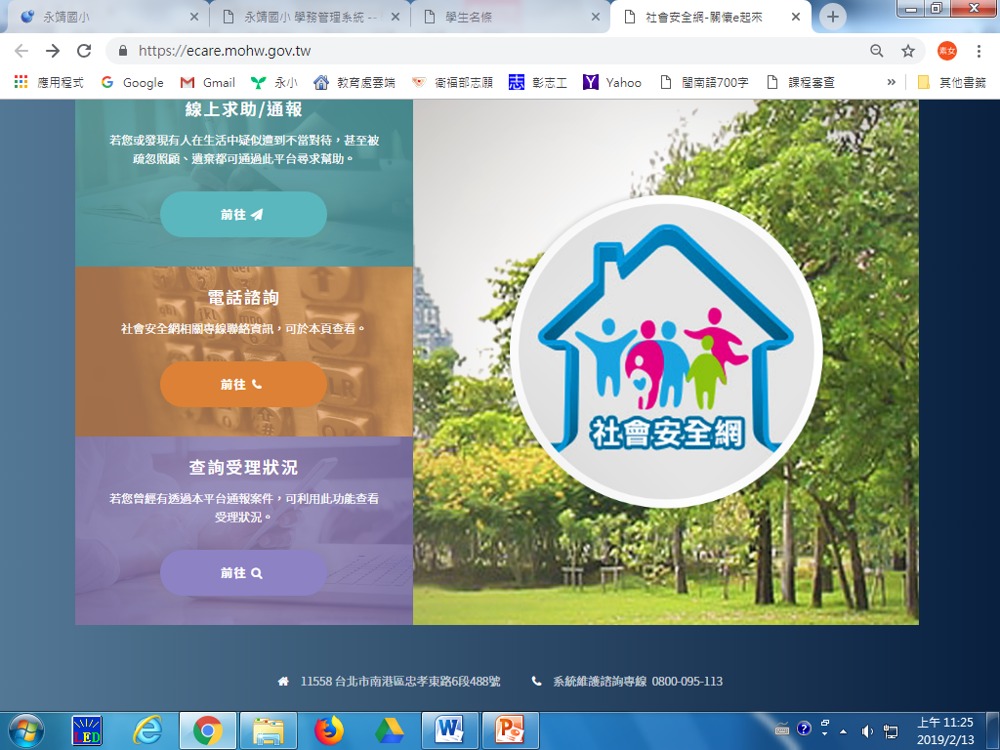 永靖國小
永靖國小 學務管理系統 --
學生名條
社會安全網-關懷e起來
https://ecare.mohw.gov.tw
素女
應用程式
Google
Gmail
永小
教育處雲端
衛福部志願
志
彰志工
Yahoo
閩南語700字
課程審查
»
其他書籤
線上求助/通報
若您或發現有人在生活中疑似遭到不當對待，甚至被
疏忽照顧、遺棄都可通過此平台尋求幫助。
前往
電話諮詢
社會安全網相關專線聯絡資訊，可於本頁查看。
前往
查詢受理狀況
若您曾經有透過本平台通報案件，可利用此功能查看
受理狀況。
前往
社會安全網
11558 台北市南港區忠孝東路6段488號
系統維護諮詢專線 0800-095-113
LED
上午 11:25
2019/2/13